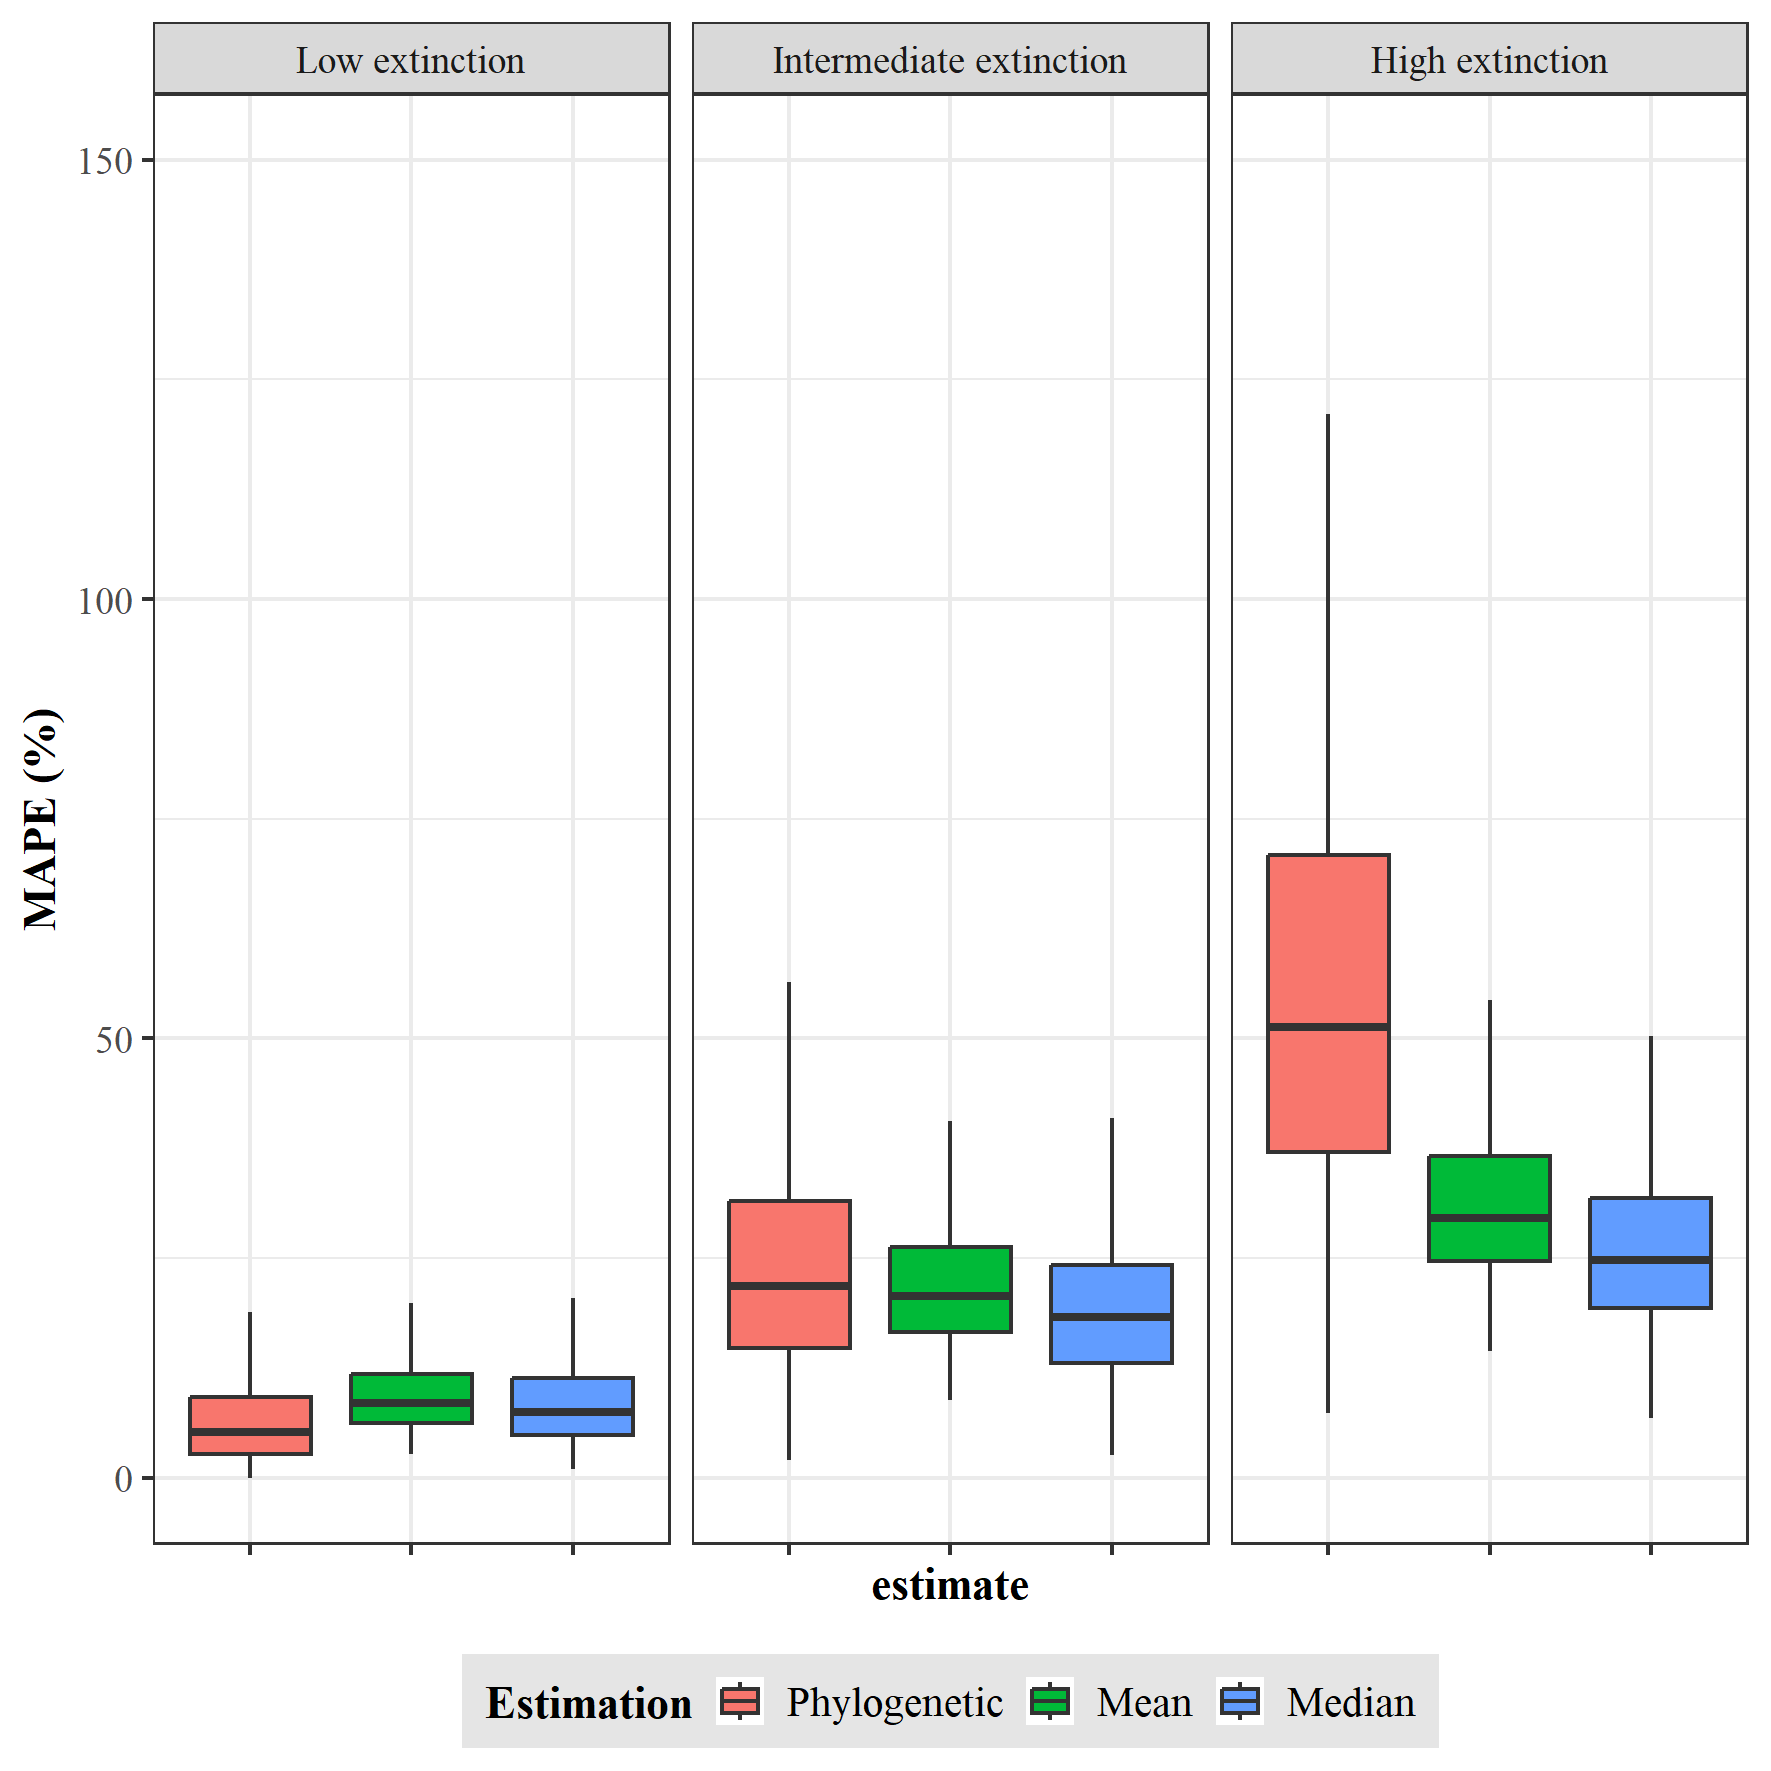 Low extinction
Intermediate extinction
High extinction
150
100
50
0
MAPE (%)
estimate
Estimation Phylogenetic Mean Median